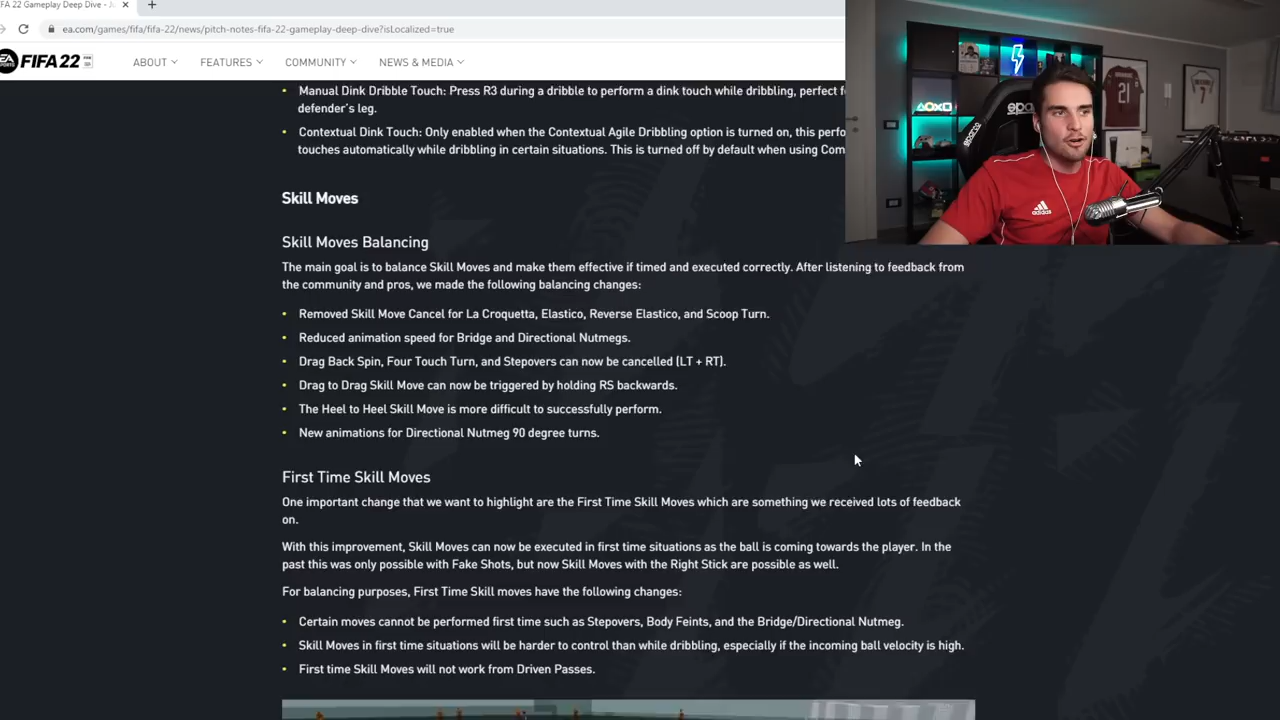 FA 22 Gameplay Deep Dive - J
ea.com/games/fifa/fifa-22/news/pitch-notes-fifa-22-gameplay-deep-dive?isLocalized=true
EA SPORTS FIFA 22 ABOUT FEATURES COMMUNITY NEWS & MEDIA
• Manual Dink Dribble Touch: Press R3 during a dribble to perform a dink touch while dribbling, perfect f
defender's leg.
• Contextual Dink Touch: Only enabled when the Contextual Agile Dribbling option is turned on, this perfo
touches automatically while dribbling in certain situations. This is turned off by default when using Com
Skill Moves
Skill Moves Balancing
The main goal is to balance Skill Moves and make them effective if timed and executed correctly. After listening to feedback from
the community and pros, we made the following balancing changes:
• Removed Skill Move Cancel for La Croquetta, Elastico, Reverse Elastico, and Scoop Turn.
• Reduced animation speed for Bridge and Directional Nutmegs.
• Drag Back Spin, Four Touch Turn, and Stepovers can now be cancelled (LT + RT).
• Drag to Drag Skill Move can now be triggered by holding RS backwards.
• The Heel to Heel Skill Move is more difficult to successfully perform.
• New animations for Directional Nutmeg 90 degree turns.
First Time Skill Moves
One important change that we want to highlight are the First Time Skill Moves which are something we received lots of feedback
on.
With this improvement, Skill Moves can now be executed in first time situations as the ball is coming towards the player. In the
past this was only possible with Fake Shots, but now Skill Moves with the Right Stick are possible as well.
For balancing purposes, First Time Skill moves have the following changes:
• Certain moves cannot be performed first time such as Stepovers, Body Feints, and the Bridge/Directional Nutmeg.
• Skill Moves in first time situations will be harder to control than while dribbling, especially if the incoming ball velocity is high.
• First time Skill Moves will not work from Driven Passes.
21
7
adidas